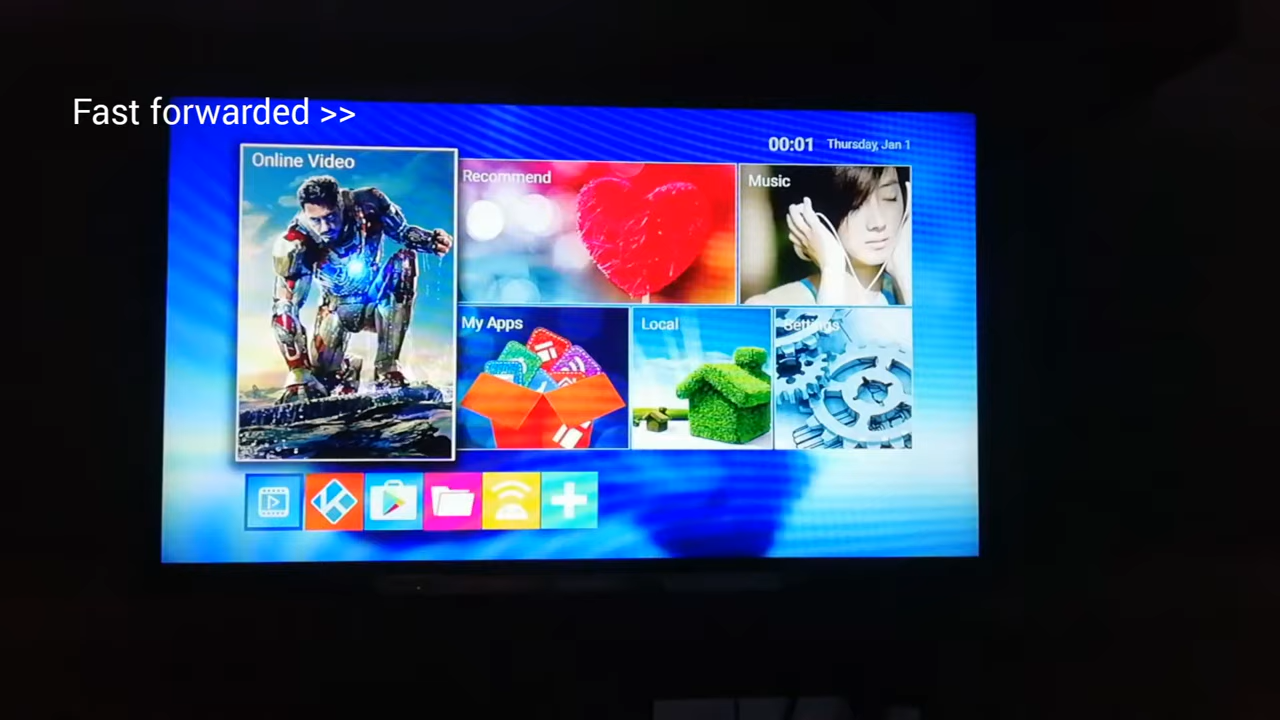 Fast forwarded >>
00:01 Thursday, Jan 1
Online Video
Recommend
Music
My Apps
Local
Settings